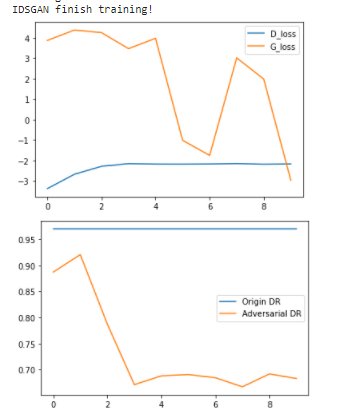 IDSGAN finish training!
D_loss
G_loss
4
3
2
1
0
−1
−2
−3
0 2 4 6 8
0.95
0.90
0.85
0.80
0.75
0.70
Origin DR
Adversarial DR
0 2 4 6 8